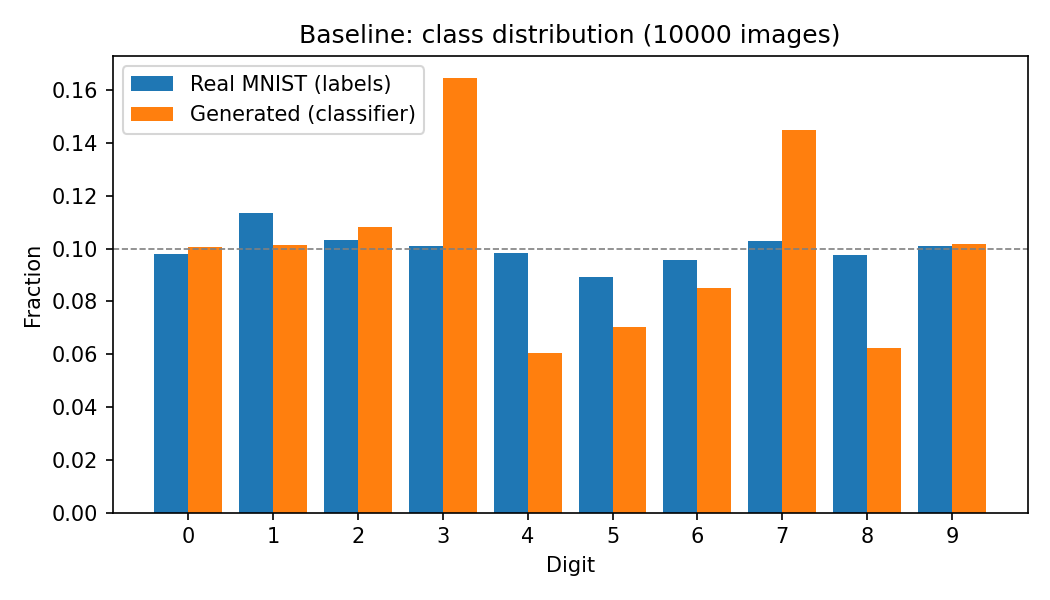 Baseline: class distribution (10000 images)
Real MNIST (labels)
Generated (classifier)
0.16
0.14
0.12
0.10
0.08
0.06
0.04
0.02
0.00
Fraction
0 1 2 3 4 5 6 7 8 9
Digit